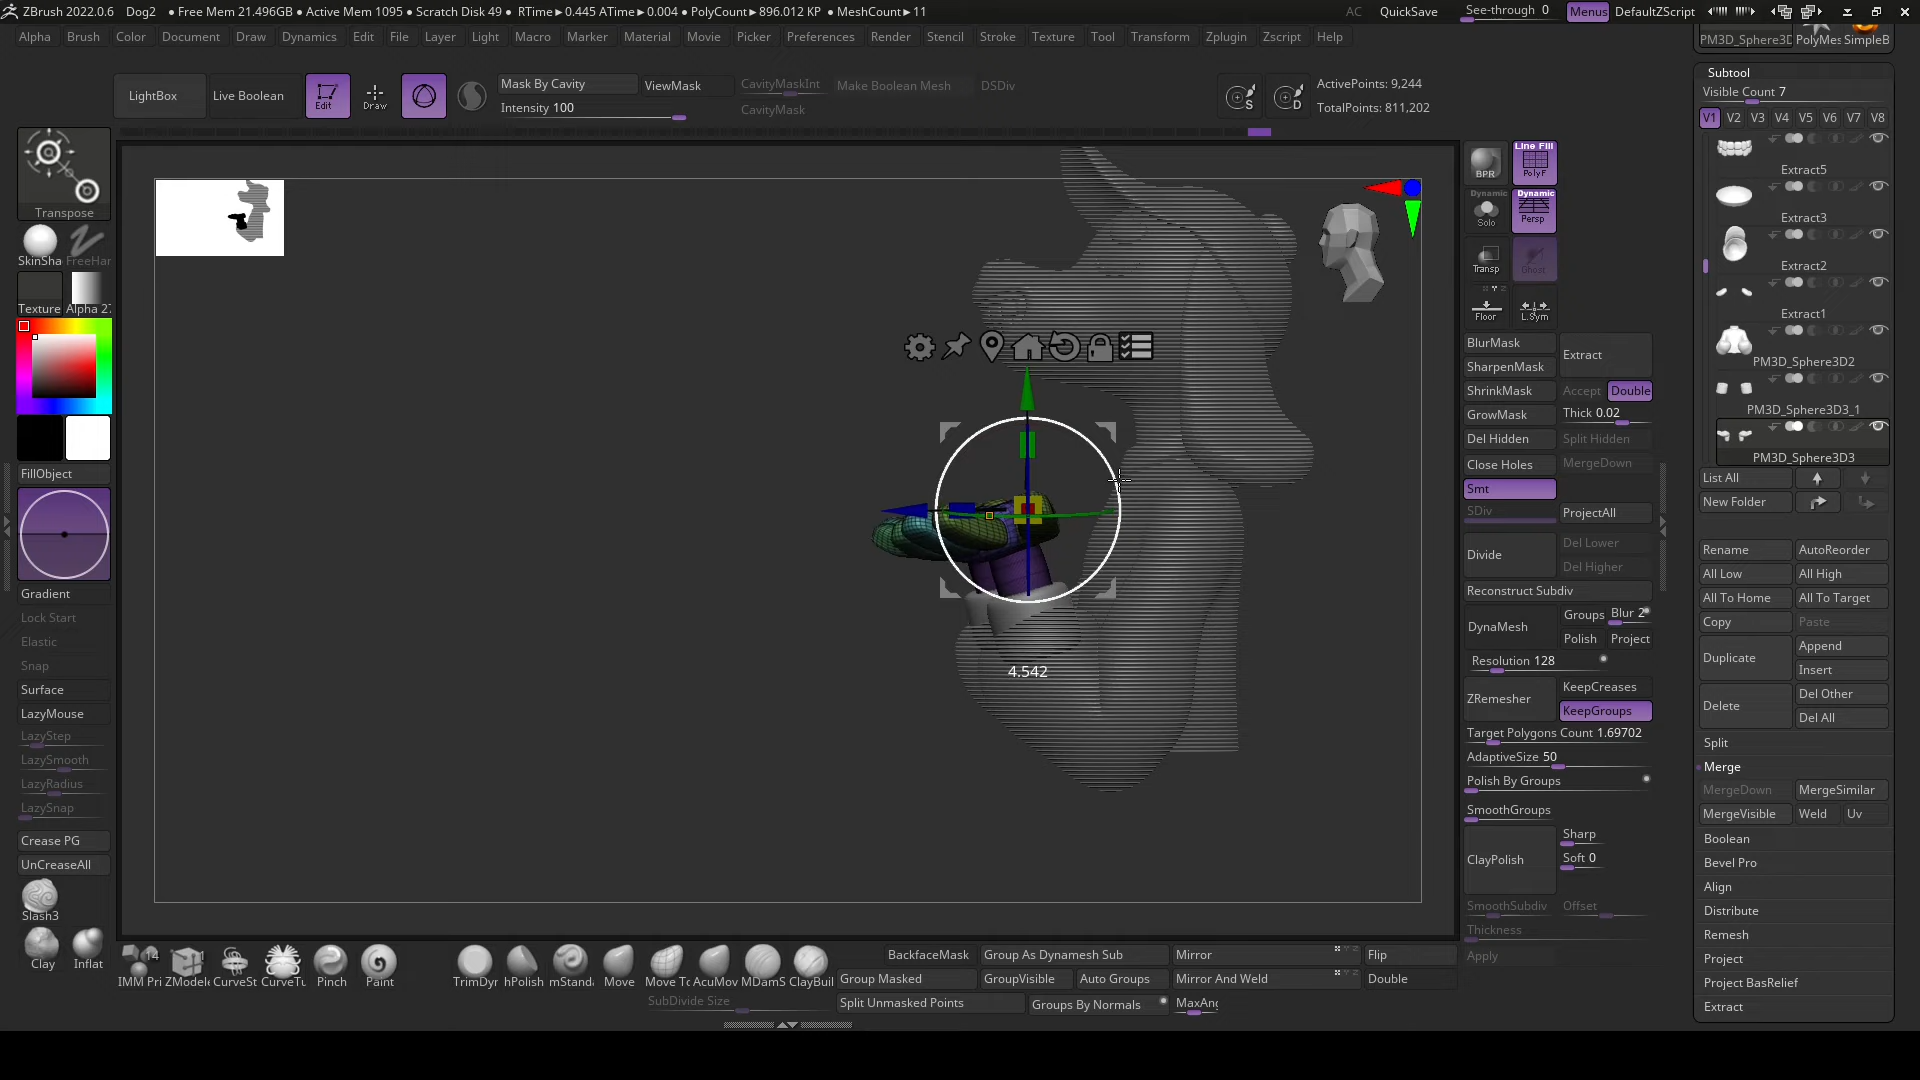 ZBrush 2022.0.6 Dog2 ● Free Mem 21.496GB ● Active Mem 1095 ● Scratch Disk 49 ● RTime►0.445 ATime►0.004 ● PolyCount►896.012 KP ● MeshCount►11 AC QuickSave See-through 0 Menus DefaultZScript
Alpha Brush Color Document Draw Dynamics Edit File Layer Light Macro Marker Material Movie Picker Preferences Render Stencil Stroke Texture Tool Transform Zplugin Zscript Help
PM3D_Sphere3D PolyMes SimpleB
LightBox Live Boolean Edit Draw
Mask By Cavity ViewMask CavityMaskInt Make Boolean Mesh DSDiv
Intensity 100 CavityMask
S D
ActivePoints: 9,244
TotalPoints: 811,202
Subtool
Visible Count 7
V1 V2 V3 V4 V5 V6 V7 V8
Extract5
Extract3
Extract2
Extract1
PM3D_Sphere3D2
PM3D_Sphere3D3_1
PM3D_Sphere3D3
List All
New Folder
Rename AutoReorder
All Low All High
All To Home All To Target
Copy Paste
Duplicate Append
Insert
Delete Del Other
Del All
Split
Merge
MergeDown MergeSimilar
MergeVisible Weld Uv
Boolean
Bevel Pro
Align
Distribute
Remesh
Project
Project BasRelief
Extract
Transpose
SkinSha FreeHar
Texture Alpha 27
FillObject
Gradient
Lock Start
Elastic
Snap
Surface
LazyMouse
LazyStep
LazySmooth
LazyRadius
LazySnap
Crease PG
UnCreaseAll
Slash3
Clay Inflat
4.542
BPR Line Fill PolyF
Dynamic Solo Dynamic Persp
Transp Ghost
Floor L.Sym
BlurMask Extract
SharpenMask
ShrinkMask Accept Double
GrowMask Thick 0.02
Del Hidden Split Hidden
Close Holes MergeDown
Smt
SDiv ProjectAll
Divide Del Lower
Del Higher
Reconstruct Subdiv
DynaMesh Groups Blur 2
Polish Project
Resolution 128
ZRemesher KeepCreases
KeepGroups
Target Polygons Count 1.69702
AdaptiveSize 50
Polish By Groups
SmoothGroups
ClayPolish Sharp
Soft 0
SmoothSubdiv Offset
Thickness
Apply
14
IMM Pri ZModel CurveSt CurveTu Pinch Paint TrimDyn hPolish mStand Move Move To AcuMov MDamS ClayBuil
SubDivide Size
BackfaceMask Group As Dynamesh Sub Mirror Flip
Group Masked GroupVisible Auto Groups Mirror And Weld Double
Split Unmasked Points Groups By Normals MaxAng